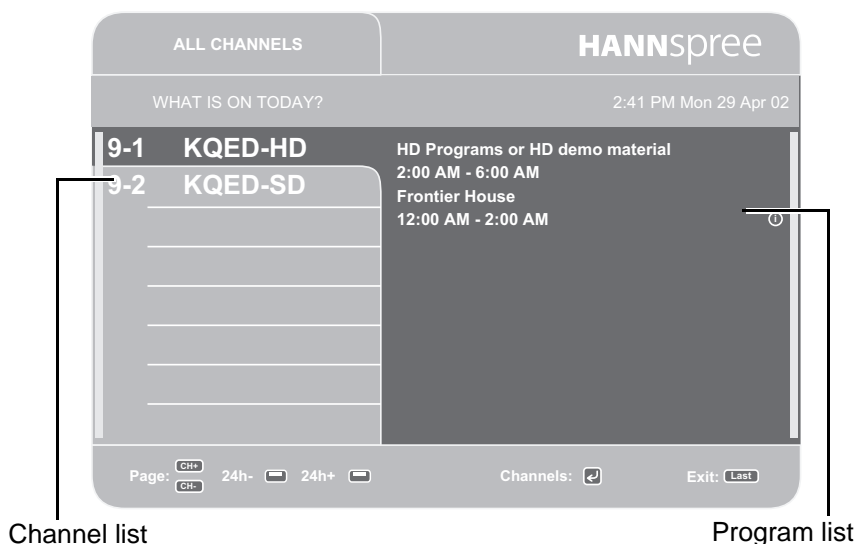 ALL CHANNELS
HANNspree
WHAT IS ON TODAY?
2:41 PM Mon 29 Apr 02
9-1 KQED-HD
9-2 KQED-SD
HD Programs or HD demo material
2:00 AM - 6:00 AM
Frontier House
12:00 AM - 2:00 AM
i
Page: CH+ CH- 24h- 24h+ Channels: Exit: Last
Channel list
Program list